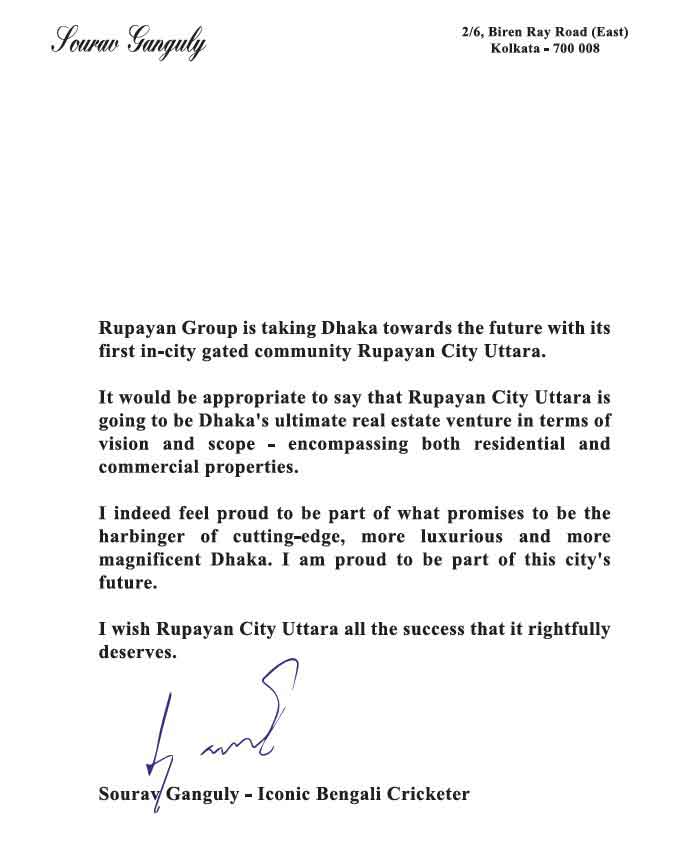 Sourav Ganguly
2/6, Biren Ray Road (East)
Kolkata - 700 008
Rupayan Group is taking Dhaka towards the future with its
first in-city gated community Rupayan City Uttara.
It would be appropriate to say that Rupayan City Uttara is
going to be Dhaka's ultimate real estate venture in terms of
vision and scope - encompassing both residential and
commercial properties.
I indeed feel proud to be part of what promises to be the
harbinger of cutting-edge, more luxurious and more
magnificent Dhaka. I am proud to be part of this city's
future.
I wish Rupayan City Uttara all the success that it rightfully
deserves.
Sourav Ganguly - Iconic Bengali Cricketer